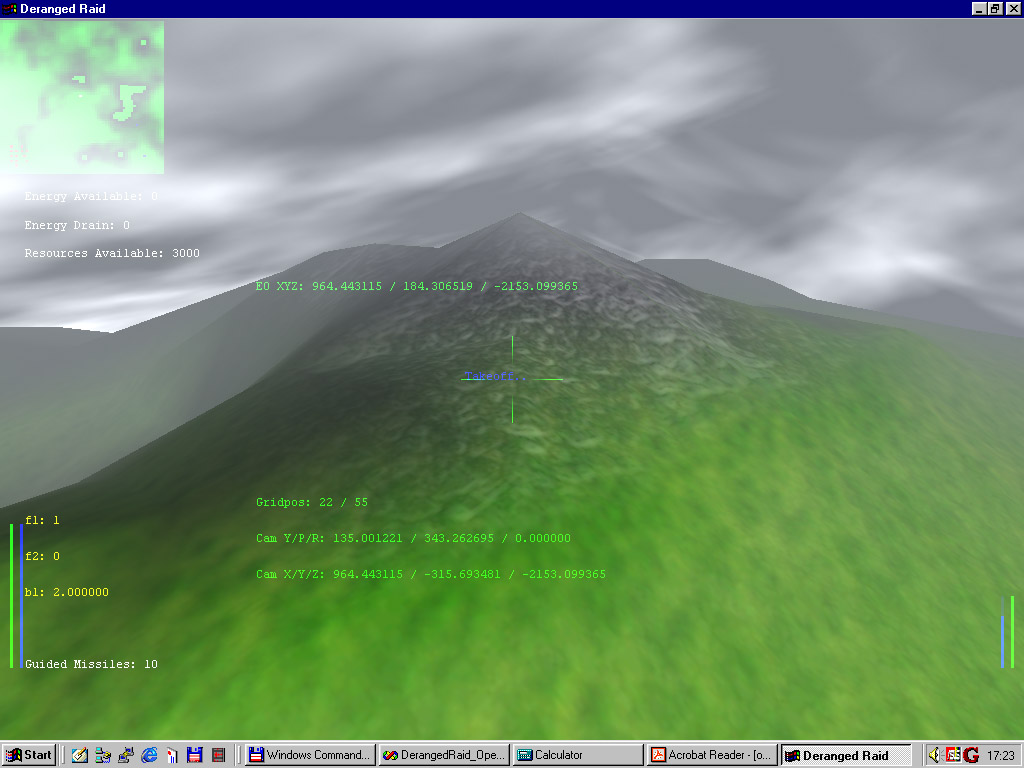 Deranged Raid
Energy Available: 0
Energy Drain: 0
Resources Available: 3000
EO XYZ: 964.443115 / 184.306519 / -2153.099365
Takeoff..
Gridpos: 22 / 55
f1: 1
Cam Y/P/R: 135.001221 / 343.262695 / 0.000000
f2: 0
Cam X/Y/Z: 964.443115 / -315.693481 / -2153.099365
b1: 2.000000
Guided Missiles: 10
Start
Windows Command...
DerangedRaid_Ope...
Calculator
Acrobat Reader - [o...
Deranged Raid
17:23